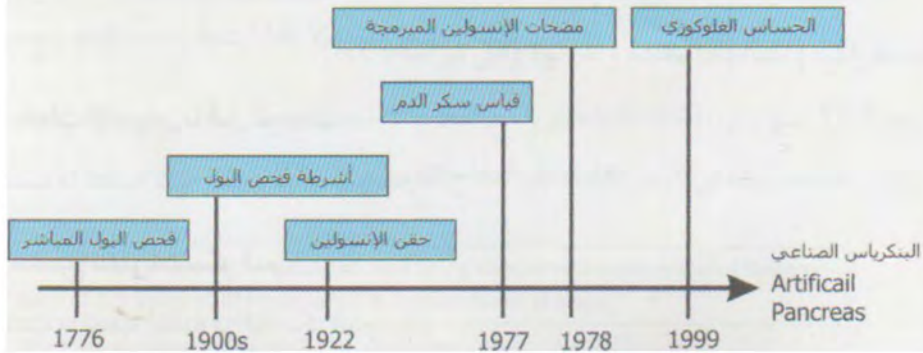 مضخات الإنسولين المبرمجة
الحساس الغلوكوزي
قياس سكر الدم
أشرطة فحص البول
فحص البول المباشر
حقن الإنسولين
البنكرياس الصناعي
Artificail
Pancreas
1776
1900s
1922
1977
1978
1999